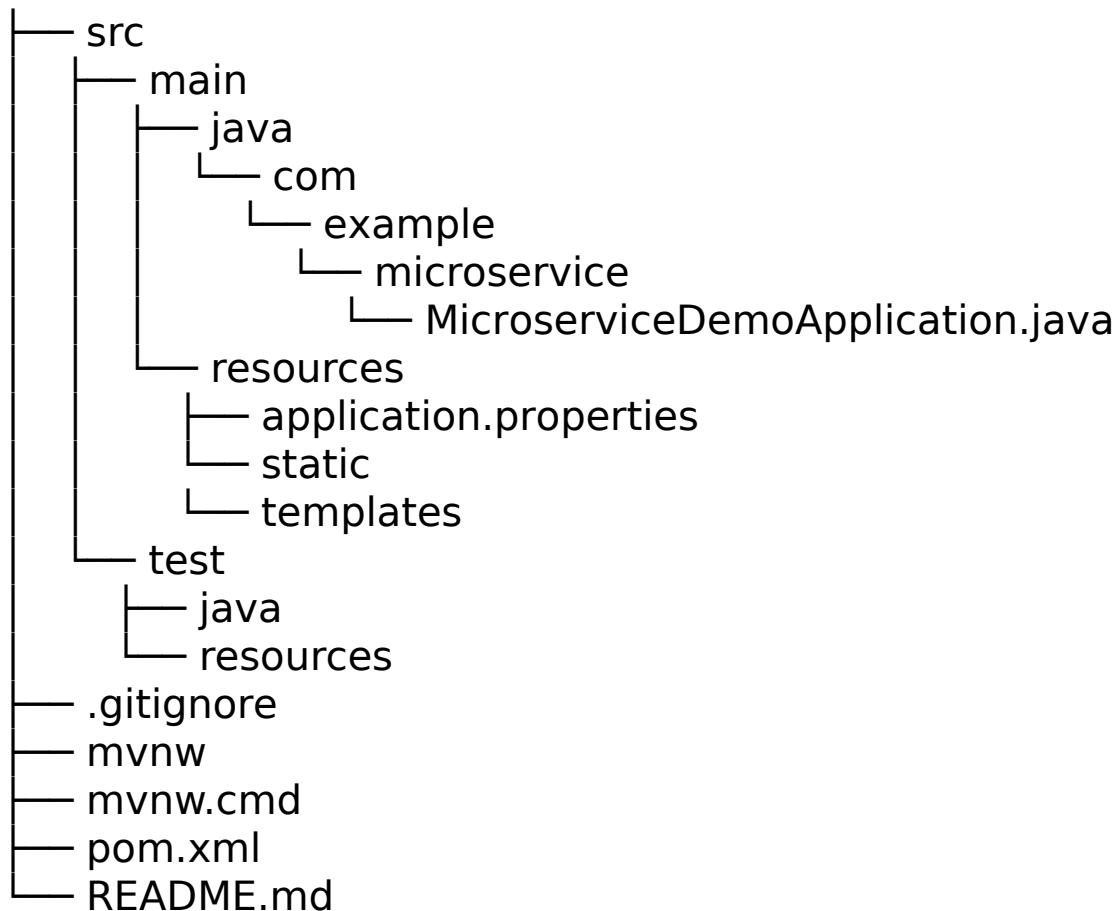 ├── src
│   ├── main
│   │   ├── java
│   │   │   └── com
│   │   │       └── example
│   │   │           └── microservice
│   │   │               └── MicroserviceDemoApplication.java
│   │   └── resources
│   │       ├── application.properties
│   │       └── static
│   │       └── templates
│   └── test
│       ├── java
│       └── resources
├── .gitignore
├── mvnw
├── mvnw.cmd
├── pom.xml
└── README.md